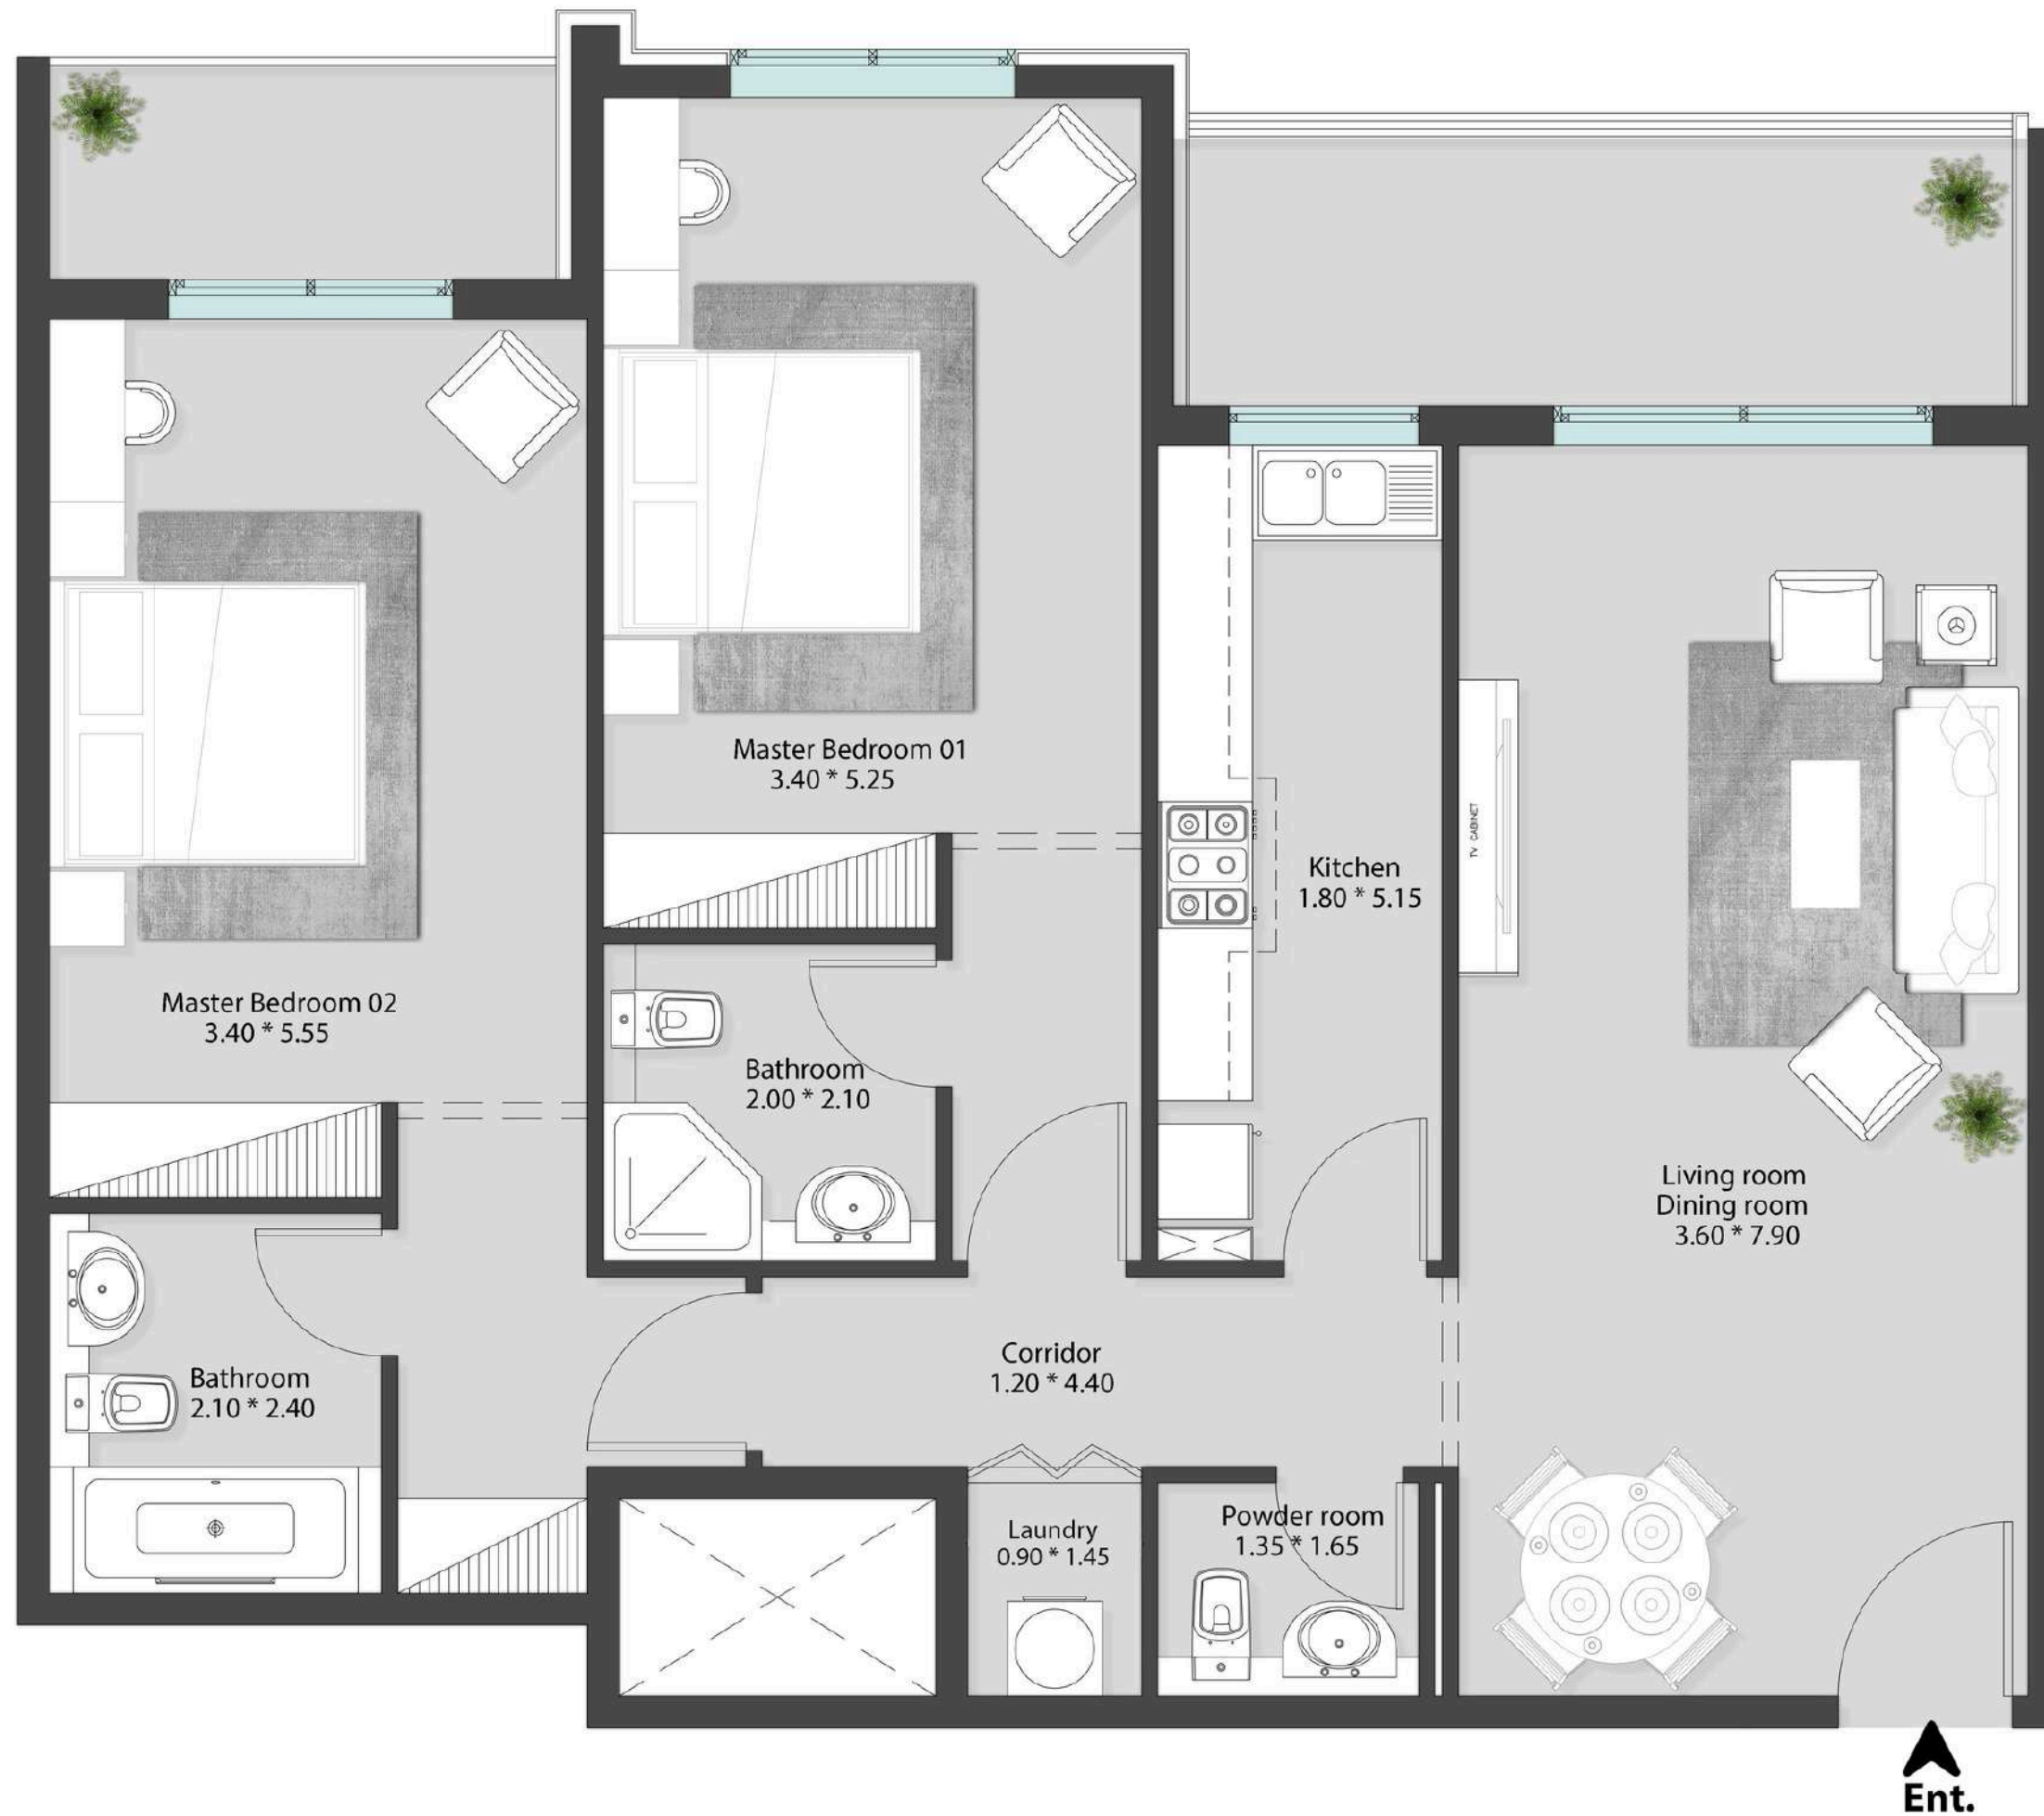 Master Bedroom 01
3.40 * 5.25
Kitchen
1.80 * 5.15
TV CABINET
Master Bedroom 02
3.40 * 5.55
Bathroom
2.00 * 2.10
Living room
Dining room
3.60 * 7.90
Corridor
1.20 * 4.40
Bathroom
2.10 * 2.40
Laundry
0.90 * 1.45
Powder room
1.35 * 1.65
Ent.